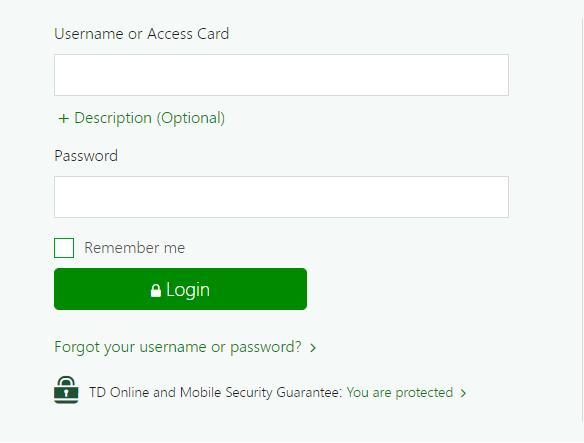 Username or Access Card
+ Description (Optional)
Password
Remember me
Login
Forgot your username or password? >
TD Online and Mobile Security Guarantee: You are protected >